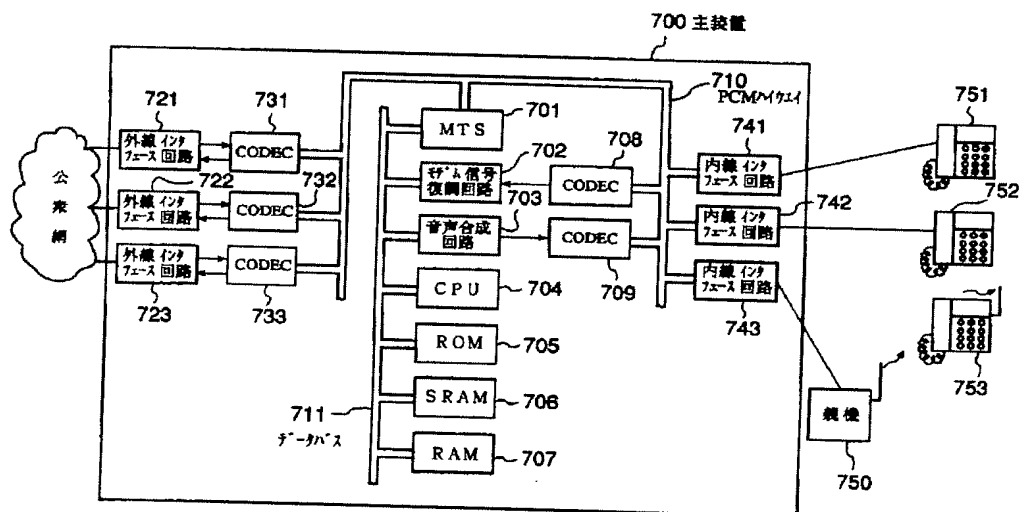 700 主装置
710
PCMハイウエイ
721
外線 インタ
フェース 回路
731
CODEC
701
MTS
741
内線 インタ
フェース 回路
751
公
衆
網
722
外線 インタ
フェース 回路
732
CODEC
702
モデム信号
復調回路
708
CODEC
742
内線 インタ
フェース 回路
752
703
音声合成
回路
CODEC
709
外線 インタ
フェース 回路
723
CODEC
733
内線 インタ
フェース 回路
743
753
CPU
704
ROM
705
SRAM
706
RAM
707
711
データバス
親機
750